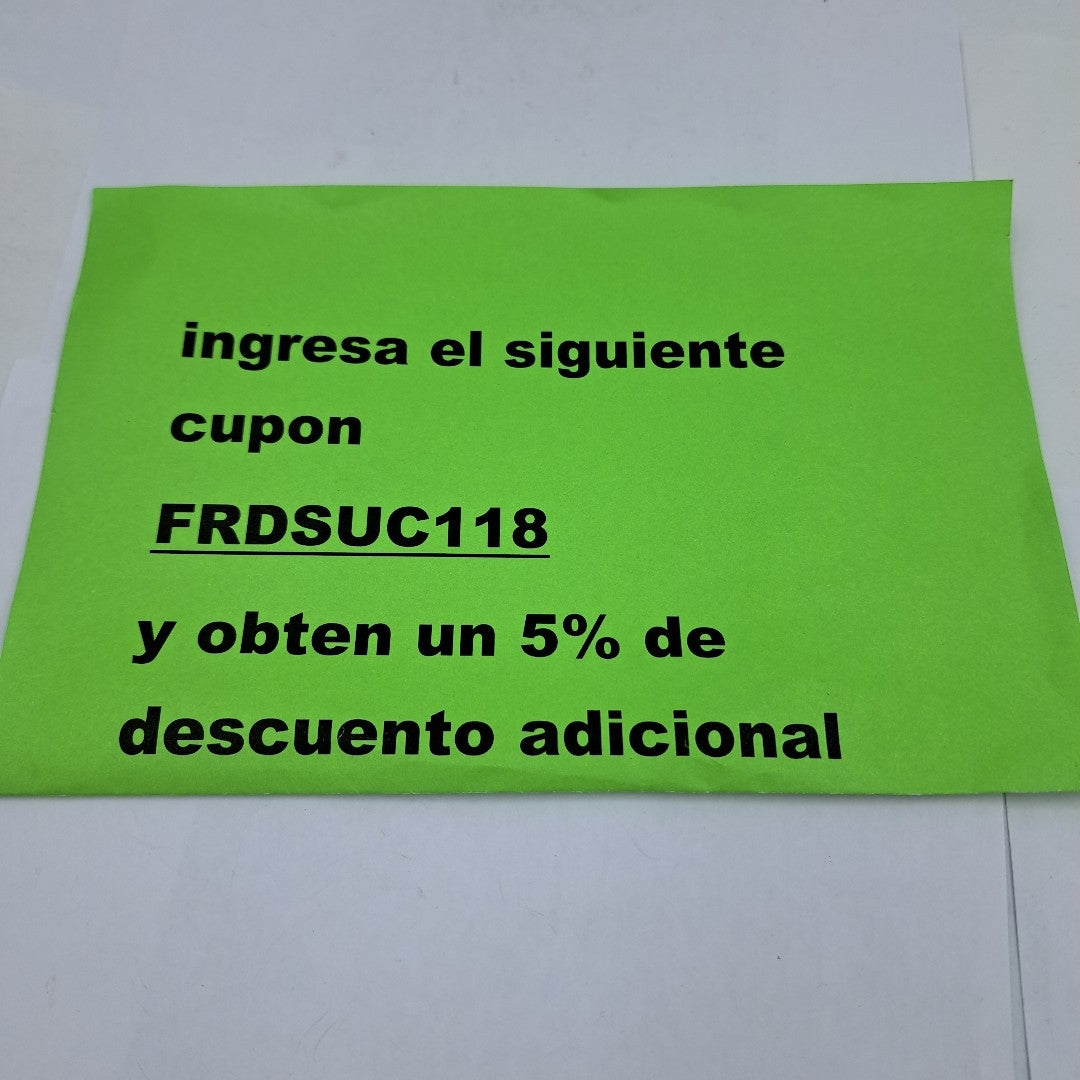 ingresa el siguiente
cupon
FRDSUC118
y obten un 5% de
descuento adicional